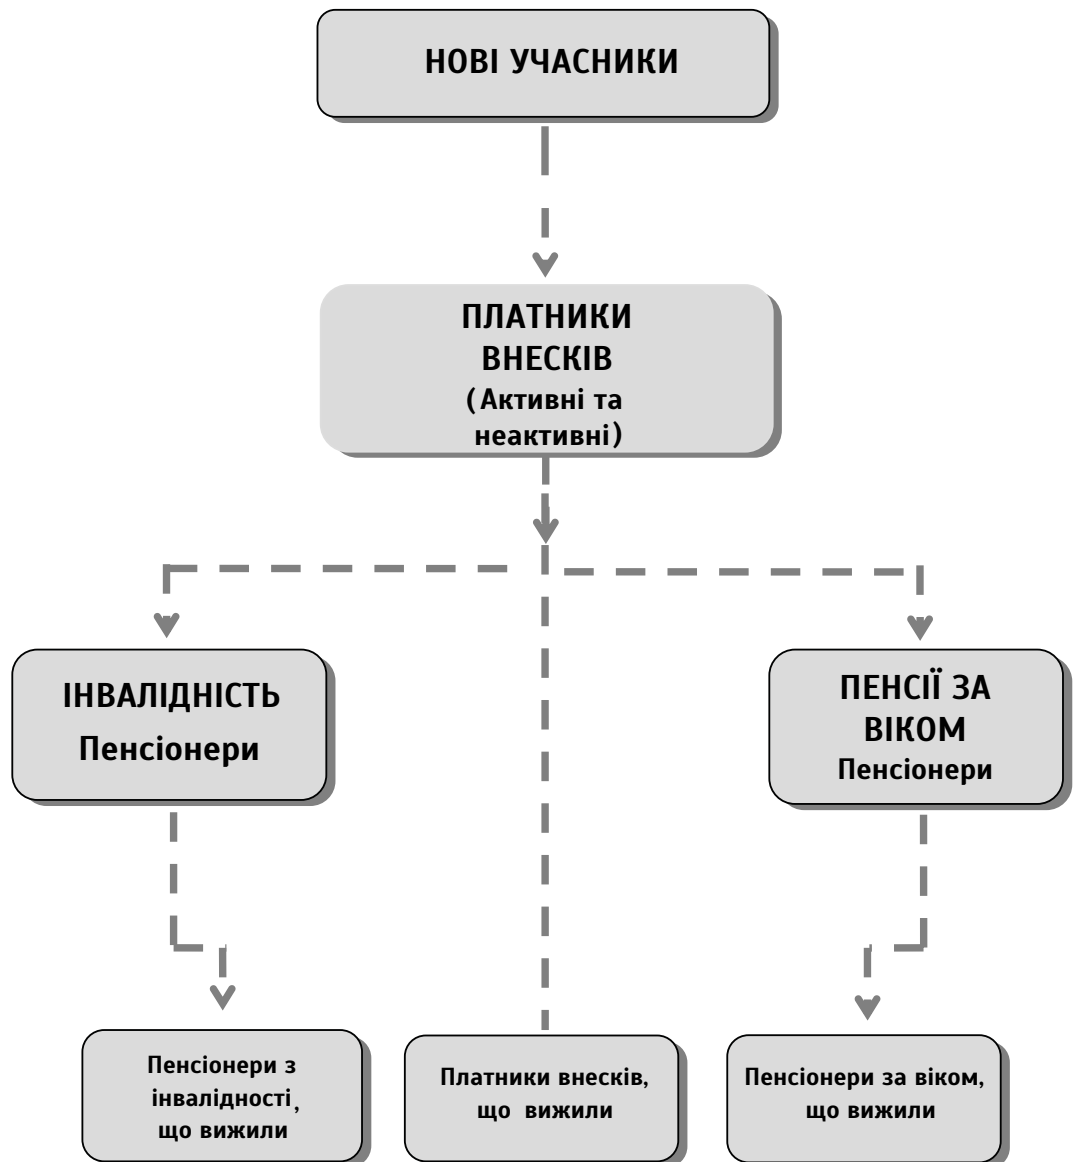 НОВІ УЧАСНИКИ
ПЛАТНИКИ
ВНЕСКІВ
(Активні та
неактивні)
ІНВАЛІДНІСТЬ
Пенсіонери
ПЕНСІЇ ЗА
ВІКОМ
Пенсіонери
Пенсіонери з
інвалідності,
що вижили
Платники внесків,
що вижили
Пенсіонери за віком,
що вижили